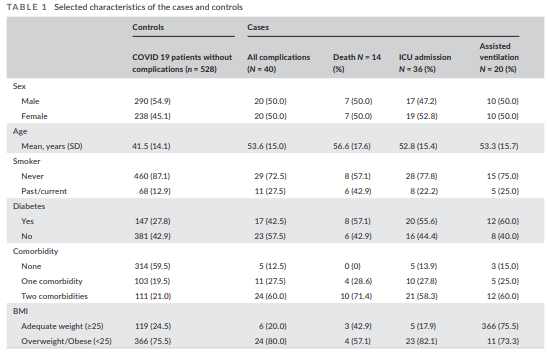 TABLE 1 Selected characteristics of the cases and controls
Controls Cases
COVID 19 patients without complications (n = 528) All complications (N = 40) Death N = 14 (%) ICU admission N = 36 (%) Assisted ventilation N = 20 (%)
Sex
Male 290 (54.9) 20 (50.0) 7 (50.0) 17 (47.2) 10 (50.0)
Female 238 (45.1) 20 (50.0) 7 (50.0) 19 (52.8) 10 (50.0)
Age
Mean, years (SD) 41.5 (14.1) 53.6 (15.0) 56.6 (17.6) 52.8 (15.4) 53.3 (15.7)
Smoker
Never 460 (87.1) 29 (72.5) 8 (57.1) 28 (77.8) 15 (75.0)
Past/current 68 (12.9) 11 (27.5) 6 (42.9) 8 (22.2) 5 (25.0)
Diabetes
Yes 147 (27.8) 17 (42.5) 8 (57.1) 20 (55.6) 12 (60.0)
No 381 (42.9) 23 (57.5) 6 (42.9) 16 (44.4) 8 (40.0)
Comorbidity
None 314 (59.5) 5 (12.5) 0 (0) 5 (13.9) 3 (15.0)
One comorbidity 103 (19.5) 11 (27.5) 4 (28.6) 10 (27.8) 5 (25.0)
Two comorbidities 111 (21.0) 24 (60.0) 10 (71.4) 21 (58.3) 12 (60.0)
BMI
Adequate weight (≥25) 119 (24.5) 6 (20.0) 3 (42.9) 5 (17.9) 366 (75.5)
Overweight/Obese (<25) 366 (75.5) 24 (80.0) 4 (57.1) 23 (82.1) 11 (73.3)